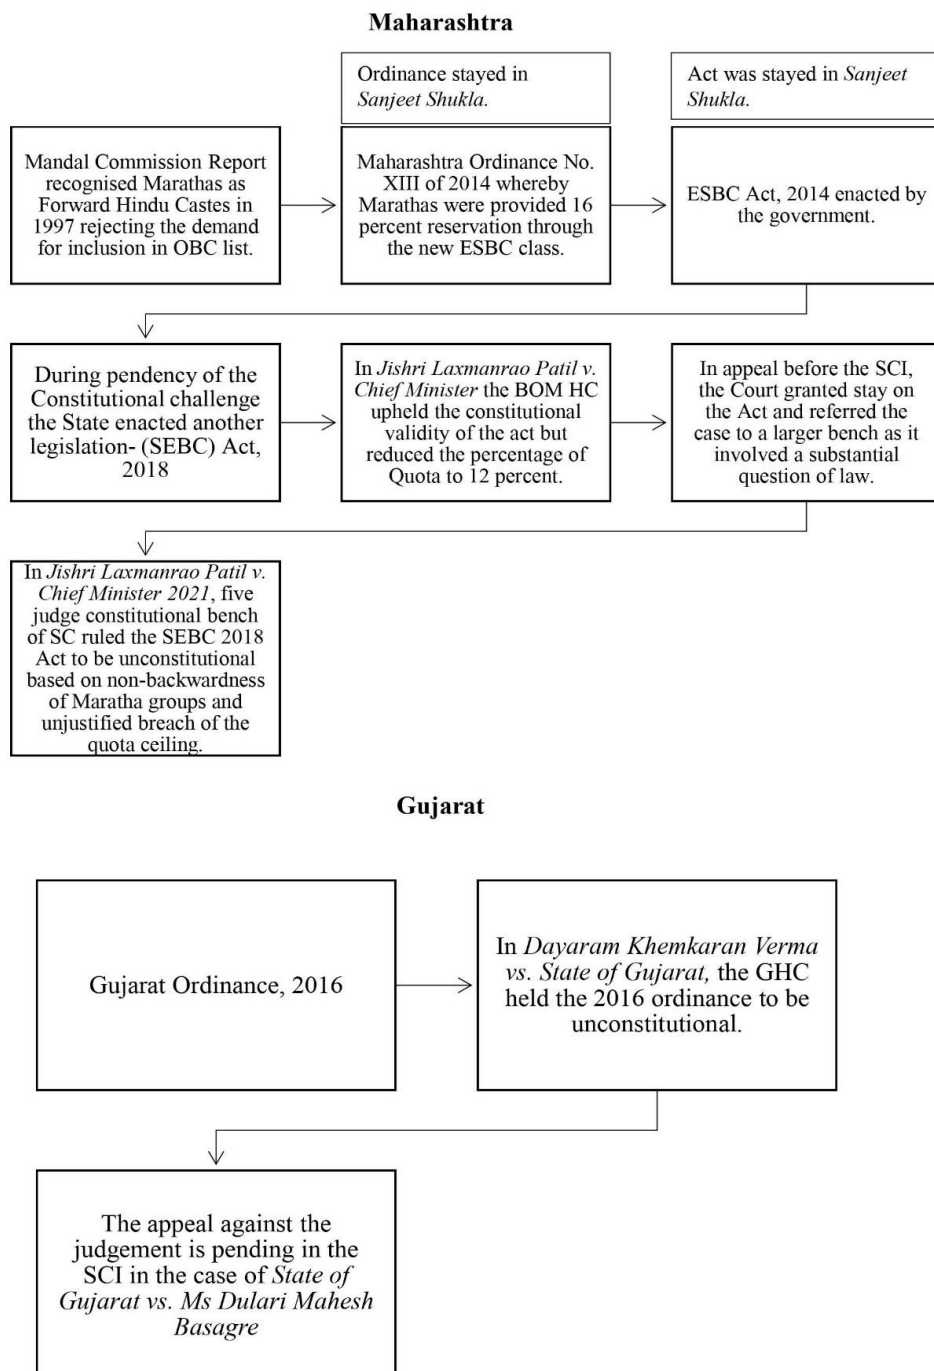 Maharashtra
Ordinance stayed in
Sanjeet Shukla.
Act was stayed in Sanjeet
Shukla.
Mandal Commission Report
recognised Marathas as
Forward Hindu Castes in
1997 rejecting the demand
for inclusion in OBC list.
Maharashtra Ordinance No.
XIII of 2014 whereby
Marathas were provided 16
percent reservation through
the new ESBC class.
ESBC Act, 2014 enacted by
the government.
During pendency of the
Constitutional challenge
the State enacted another
legislation- (SEBC) Act,
2018
In Jishri Laxmanrao Patil v.
Chief Minister the BOM HC
upheld the constitutional
validity of the act but
reduced the percentage of
Quota to 12 percent.
In appeal before the SCI,
the Court granted stay on
the Act and referred the
case to a larger bench as it
involved a substantial
question of law.
In Jishri Laxmanrao Patil v.
Chief Minister 2021, five
judge constitutional bench
of SC ruled the SEBC 2018
Act to be unconstitutional
based on non-backwardness
of Maratha groups and
unjustified breach of the
quota ceiling.
Gujarat
Gujarat Ordinance, 2016
In Dayaram Khemkaran Verma
vs. State of Gujarat, the GHC
held the 2016 ordinance to be
unconstitutional.
The appeal against the
judgement is pending in the
SCI in the case of State of
Gujarat vs. Ms Dulari Mahesh
Basagre